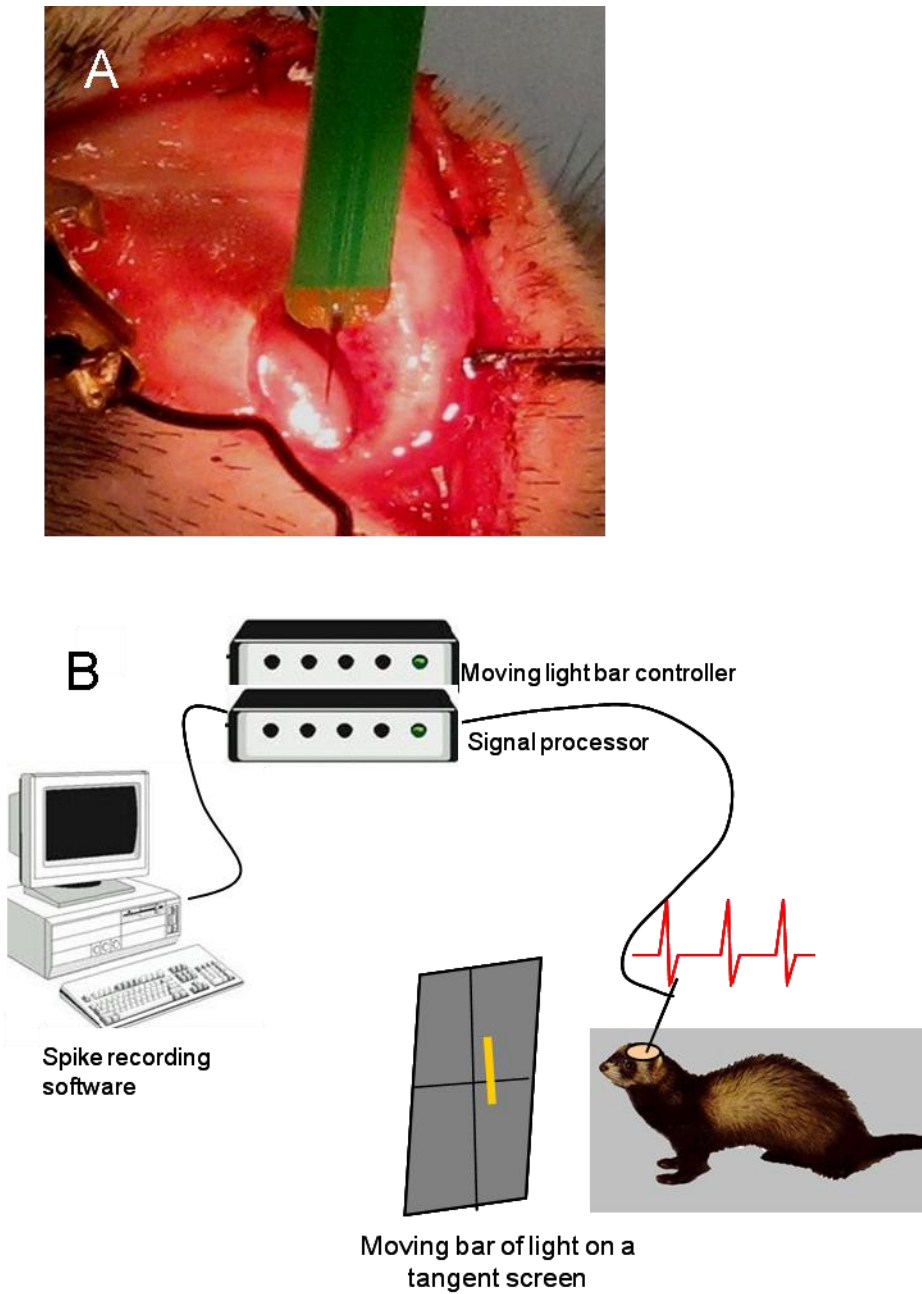 A
B
Moving light bar controller
Signal processor
Spike recording
software
Moving bar of light on a
tangent screen